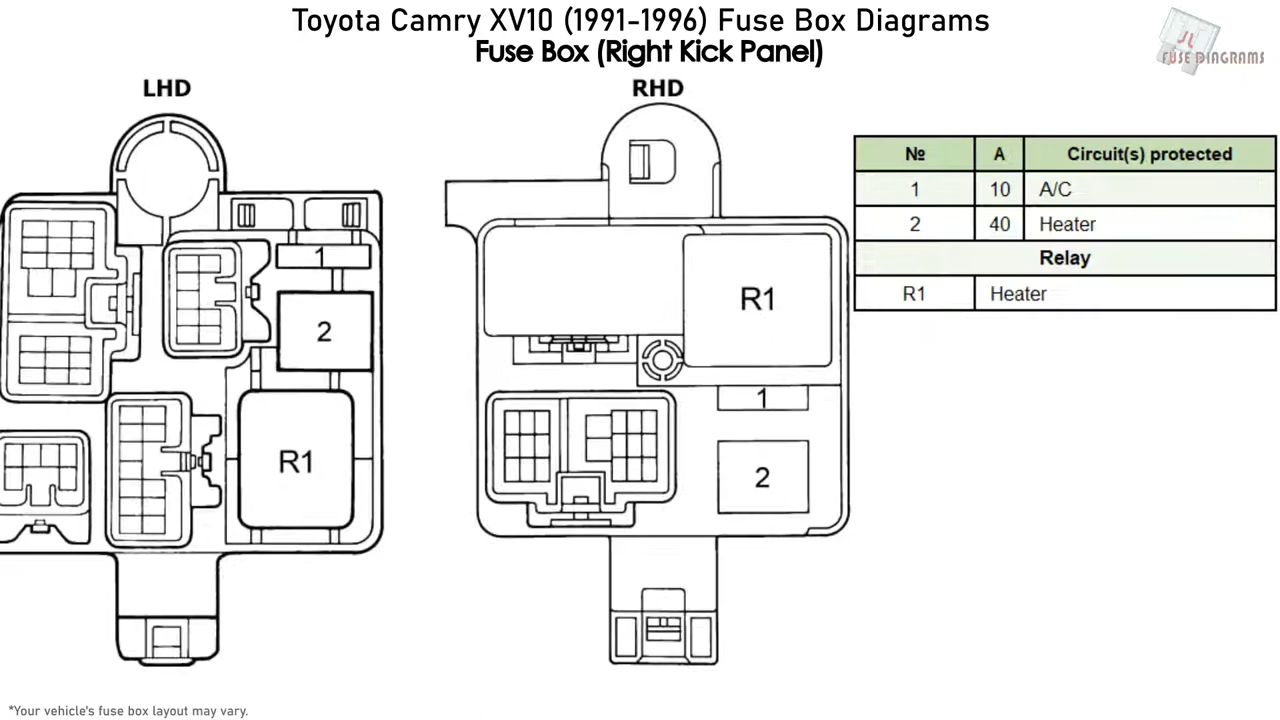 Toyota Camry XV10 (1991-1996) Fuse Box Diagrams
Fuse Box (Right Kick Panel)
JL
FUSE DIAGRAMS
LHD
1
2
R1
RHD
R1
1
2
№ A Circuit(s) protected
1 10 A/C
2 40 Heater
Relay
R1 Heater
*Your vehicle's fuse box layout may vary.